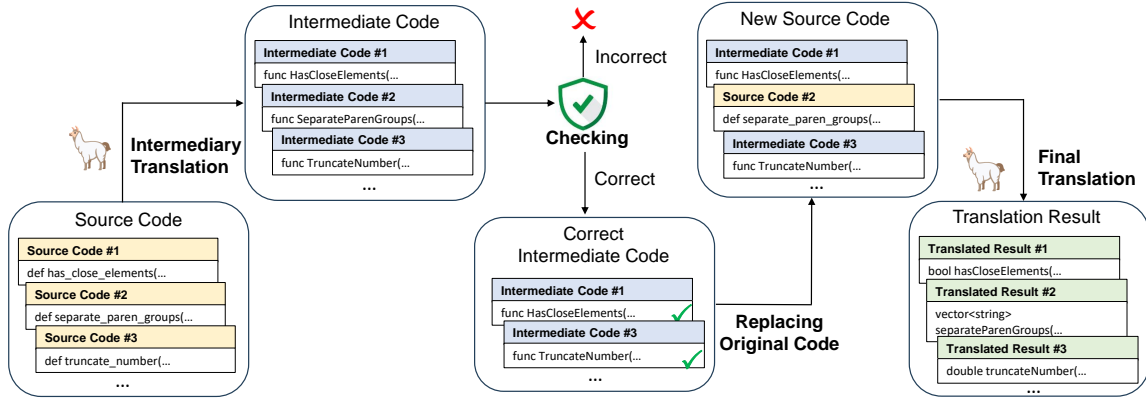 Source Code
Source Code #1
def has_close_elements(...
Source Code #2
def separate_paren_groups(...
Source Code #3
def truncate_number(...
...
Intermediary
Translation
Intermediate Code
Intermediate Code #1
func HasCloseElements(...
Intermediate Code #2
func SeparateParenGroups(...
Intermediate Code #3
func TruncateNumber(...
...
Incorrect
Checking
Correct
Correct
Intermediate Code
Intermediate Code #1
func HasCloseElements(...
Intermediate Code #3
func TruncateNumber(...
...
Replacing
Original Code
New Source Code
Intermediate Code #1
func HasCloseElements(...
Source Code #2
def separate_paren_groups(...
Intermediate Code #3
func TruncateNumber(...
...
Final
Translation
Translation Result
Translated Result #1
bool hasCloseElements(...
Translated Result #2
vector<string>
separateParenGroups(...
Translated Result #3
double truncateNumber(...
...